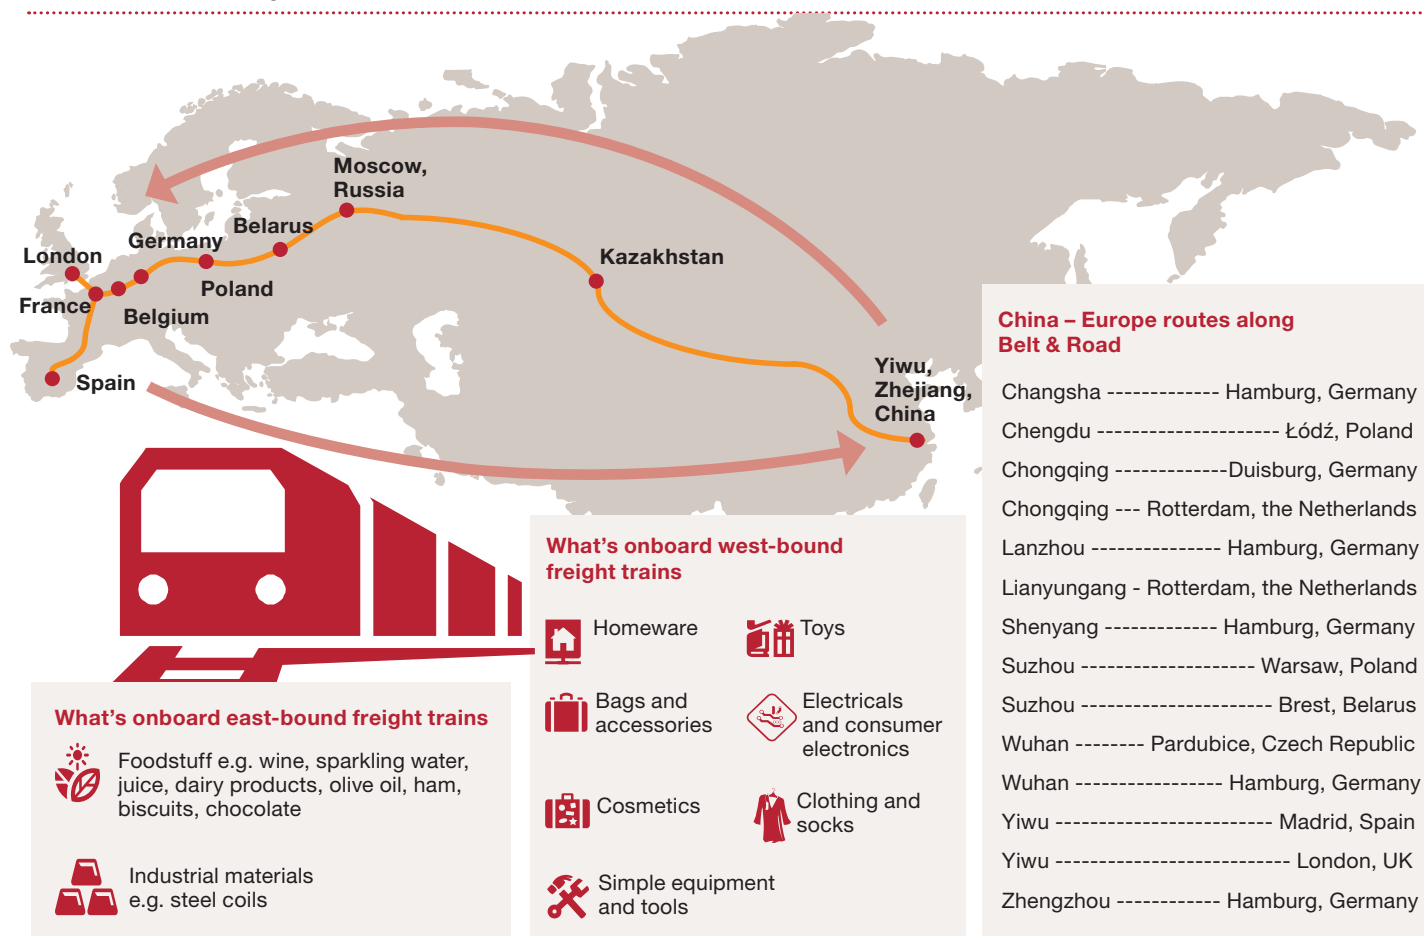 Moscow,
Russia
Belarus
Germany
London
Kazakhstan
Poland
France
Belgium
Spain
Yiwu,
Zhejiang,
China
China – Europe routes along
Belt & Road
Changsha ------------- Hamburg, Germany
Chengdu --------------------- Łódź, Poland
Chongqing -------------Duisburg, Germany
Chongqing --- Rotterdam, the Netherlands
Lanzhou --------------- Hamburg, Germany
Lianyungang - Rotterdam, the Netherlands
Shenyang ------------- Hamburg, Germany
Suzhou -------------------- Warsaw, Poland
Suzhou ---------------------- Brest, Belarus
Wuhan -------- Pardubice, Czech Republic
Wuhan ----------------- Hamburg, Germany
Yiwu ------------------------- Madrid, Spain
Yiwu --------------------------- London, UK
Zhengzhou ------------ Hamburg, Germany
What's onboard west-bound
freight trains
Homeware
Toys
Bags and
accessories
Electricals
and consumer
electronics
Cosmetics
Clothing and
socks
Simple equipment
and tools
What's onboard east-bound freight trains
Foodstuff e.g. wine, sparkling water,
juice, dairy products, olive oil, ham,
biscuits, chocolate
Industrial materials
e.g. steel coils